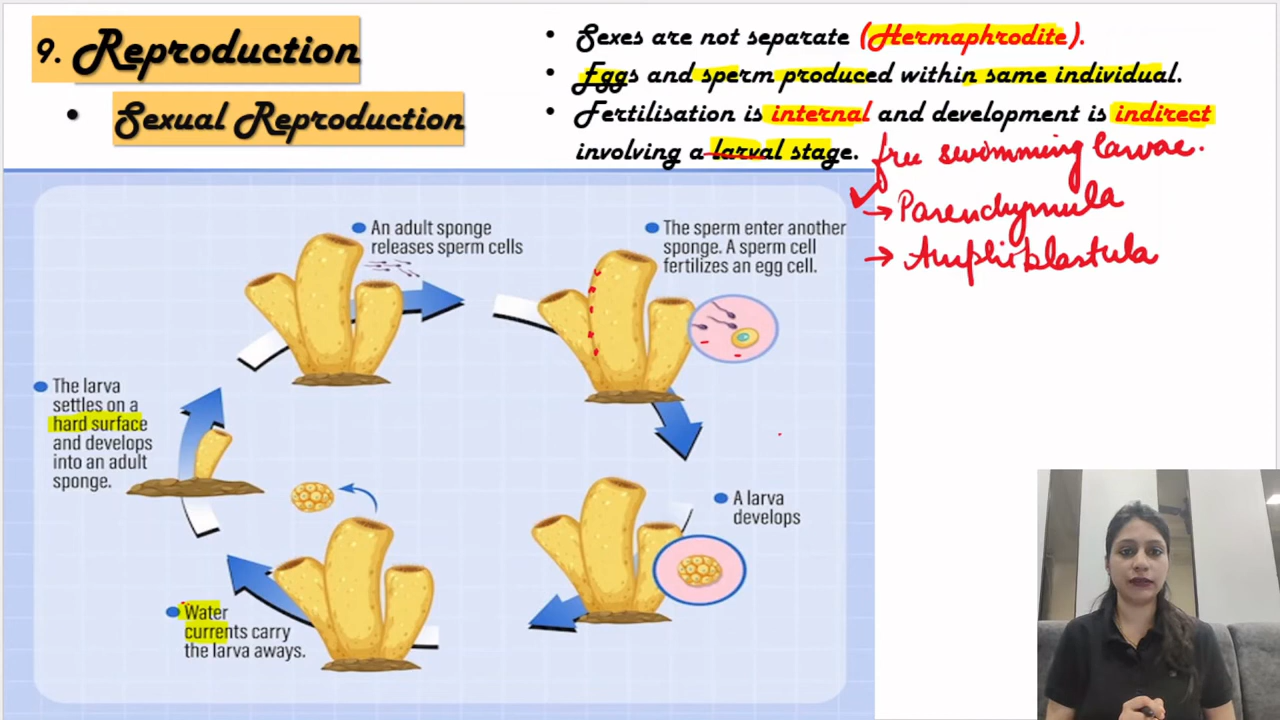 9. Reproduction
• Sexual Reproduction
• Sexes are not separate (Hermaphrodite).
• Eggs and sperm produced within same individual.
• Fertilisation is internal and development is indirect
involving a larval stage.
free swimming larvae.
→ Parenchymula
→ Amphiblastula
An adult sponge
releases sperm cells
The sperm enter another
sponge. A sperm cell
fertilizes an egg cell.
A larva
develops
Water
currents carry
the larva aways.
The larva
settles on a
hard surface
and develops
into an adult
sponge.